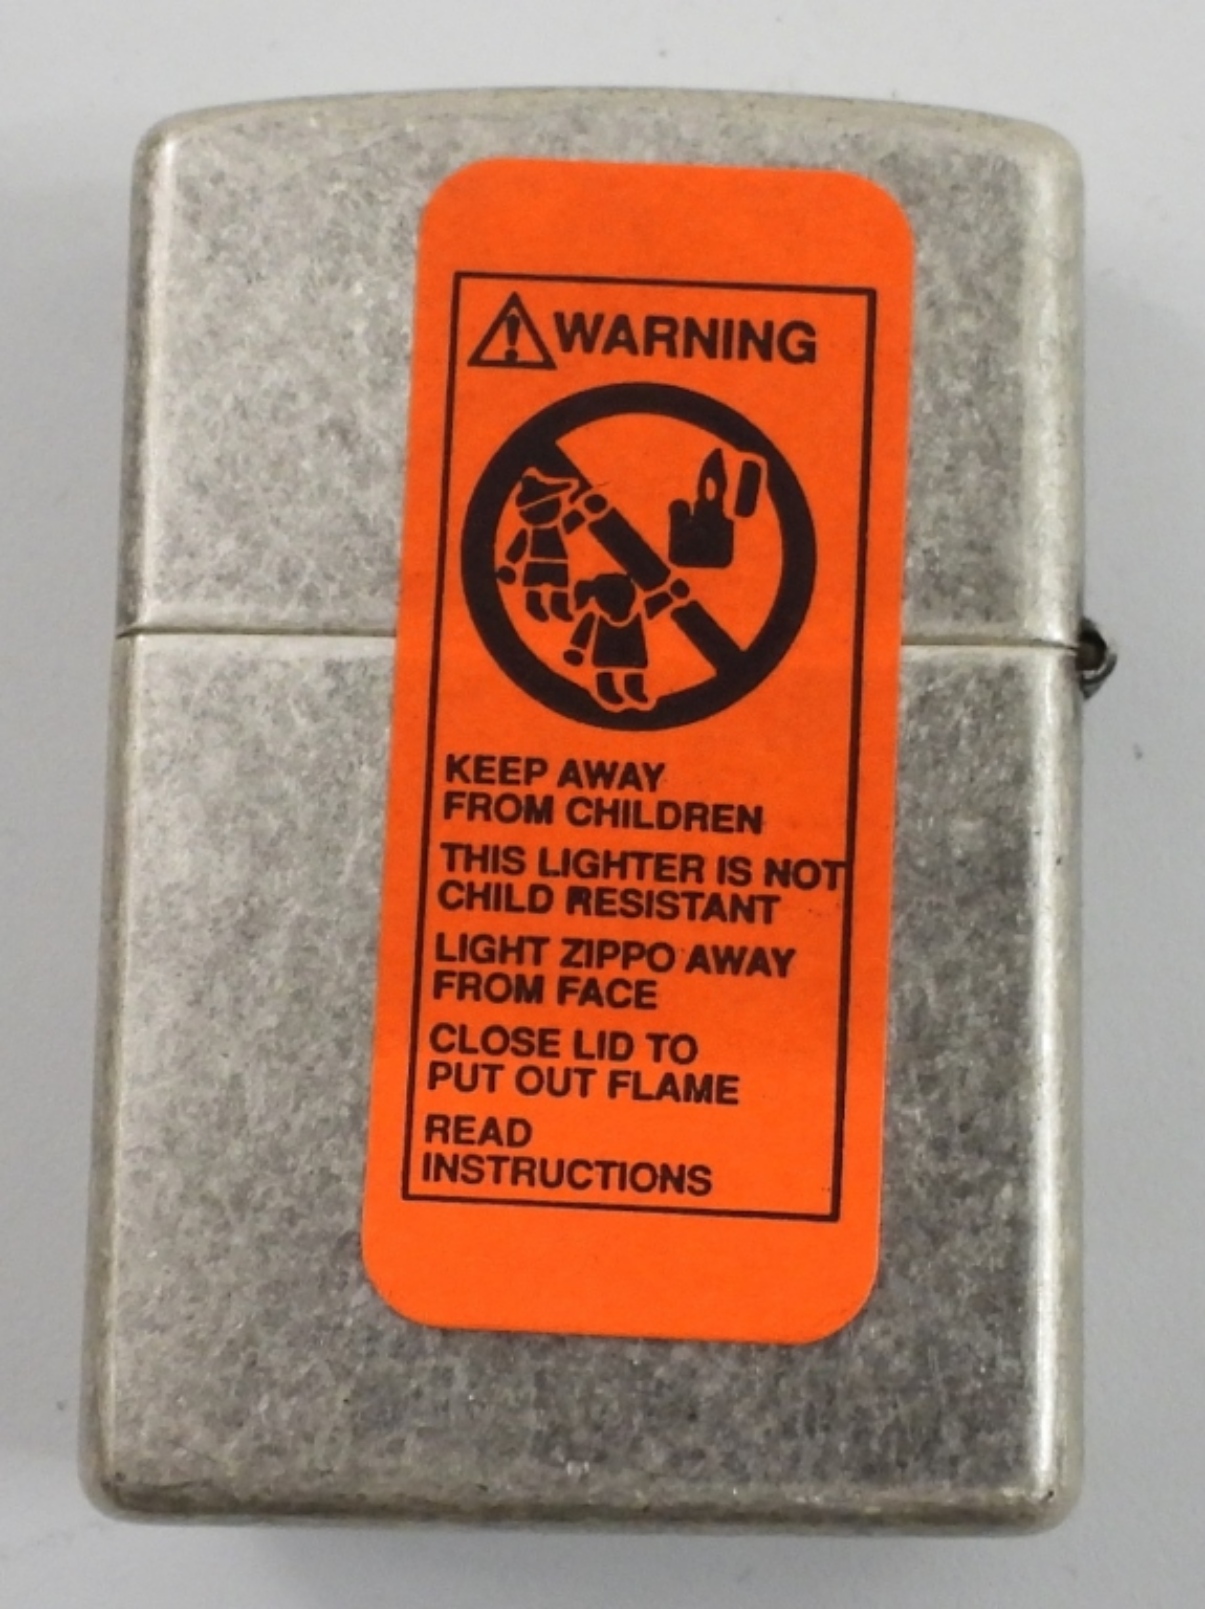 WARNING
KEEP AWAY
FROM CHILDREN
THIS LIGHTER IS NOT
CHILD RESISTANT
LIGHT ZIPPO AWAY
FROM FACE
CLOSE LID TO
PUT OUT FLAME
READ
INSTRUCTIONS